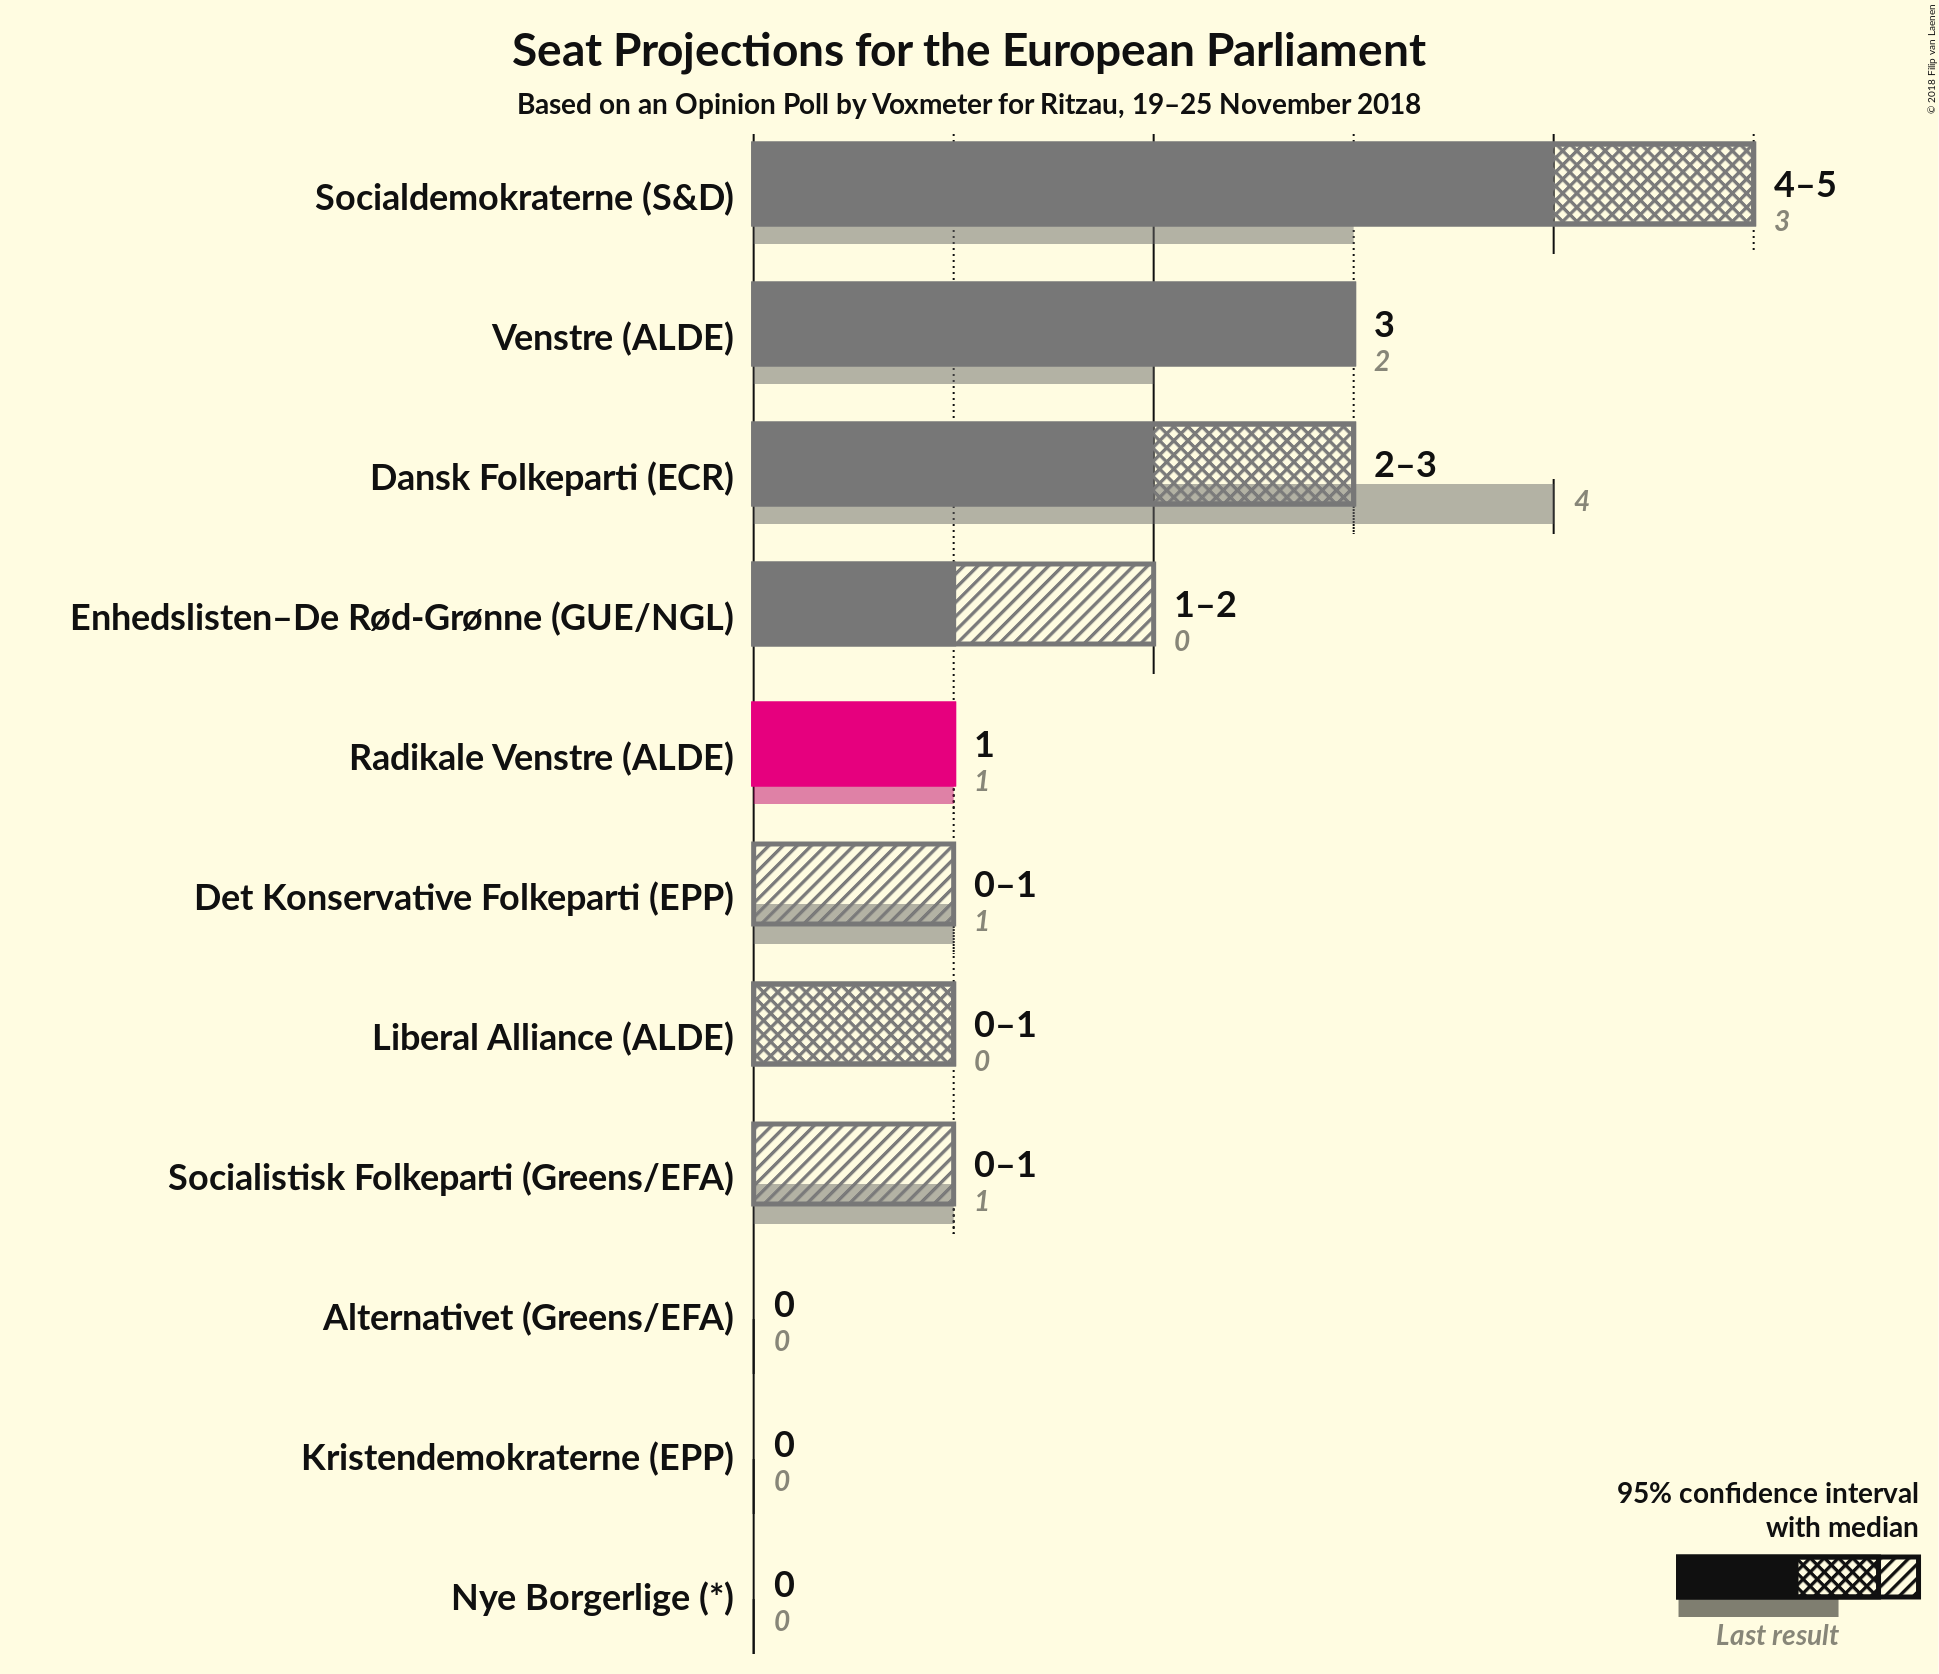 Seat Projections for the European Parliament
Based on an Opinion Poll by Voxmeter for Ritzau, 19–25 November 2018
© 2018 Filip van Laenen
Socialdemokraterne (S&D)
4–5
3
Venstre (ALDE)
3
2
Dansk Folkeparti (ECR)
2–3
4
Enhedslisten–De Rød-Grønne (GUE/NGL)
1–2
0
Radikale Venstre (ALDE)
1
1
Det Konservative Folkeparti (EPP)
0–1
1
Liberal Alliance (ALDE)
0–1
0
Socialistisk Folkeparti (Greens/EFA)
0–1
1
Alternativet (Greens/EFA)
0
0
Kristendemokraterne (EPP)
0
0
Nye Borgerlige (*)
0
0
95% confidence interval
with median
Last result